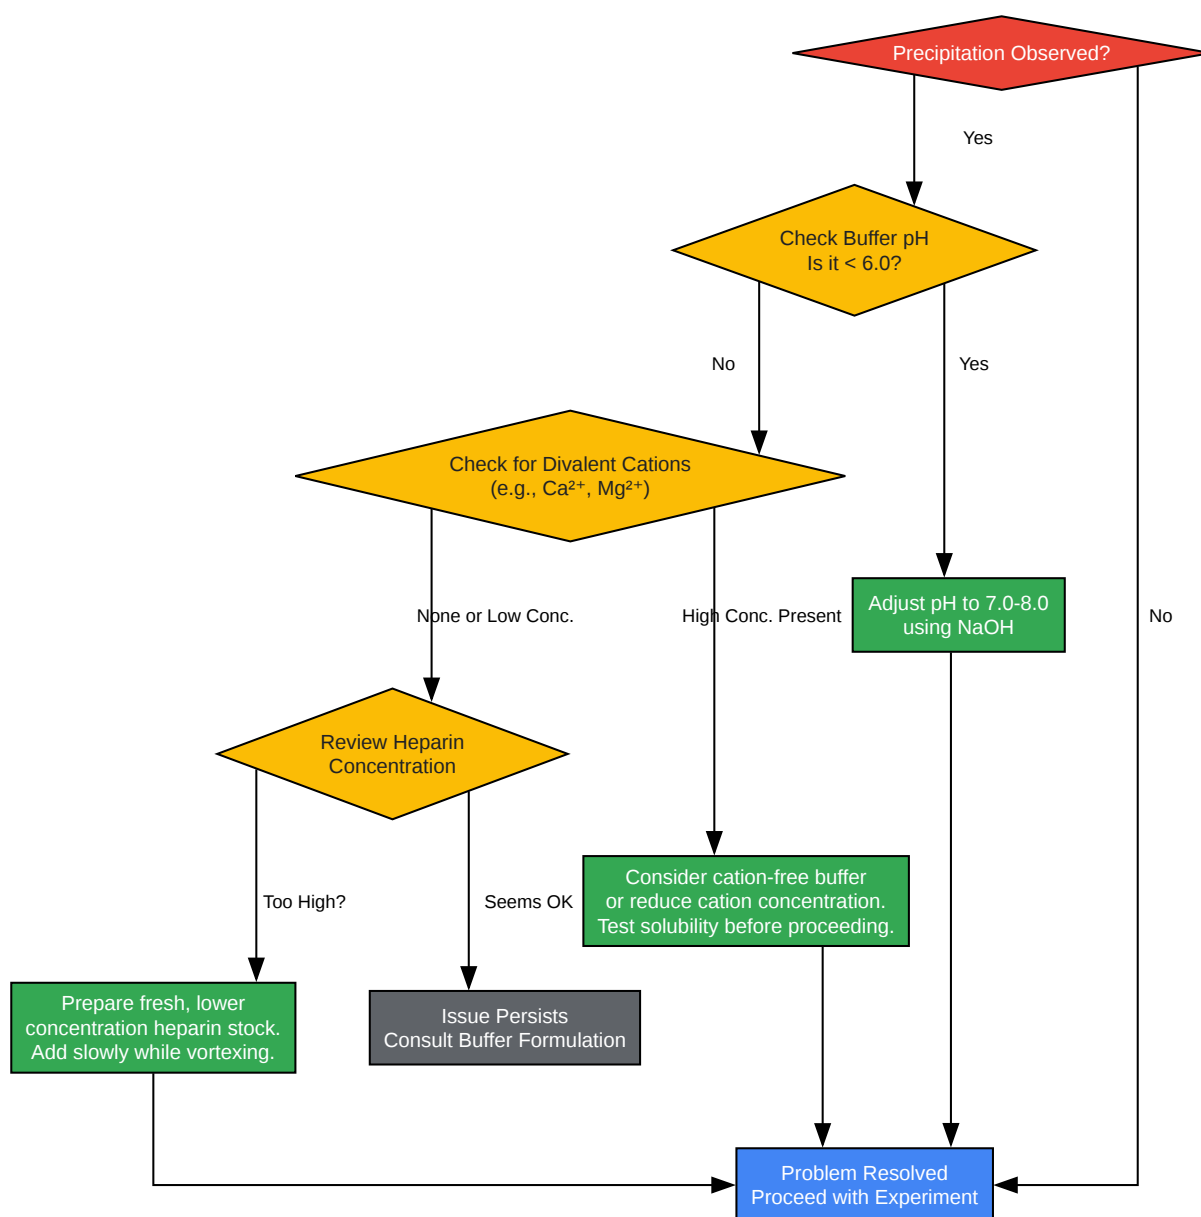 Precipitation Observed?
Yes
Check Buffer pH
Is it < 6.0?
No
Yes
Check for Divalent Cations
(e.g., Ca²⁺, Mg²⁺)
Adjust pH to 7.0-8.0
using NaOH
None or Low Conc.
High Conc. Present
No
Review Heparin
Concentration
Too High?
Seems OK
Consider cation-free buffer
or reduce cation concentration.
Test solubility before proceeding.
Prepare fresh, lower
concentration heparin stock.
Add slowly while vortexing.
Issue Persists
Consult Buffer Formulation
Problem Resolved
Proceed with Experiment